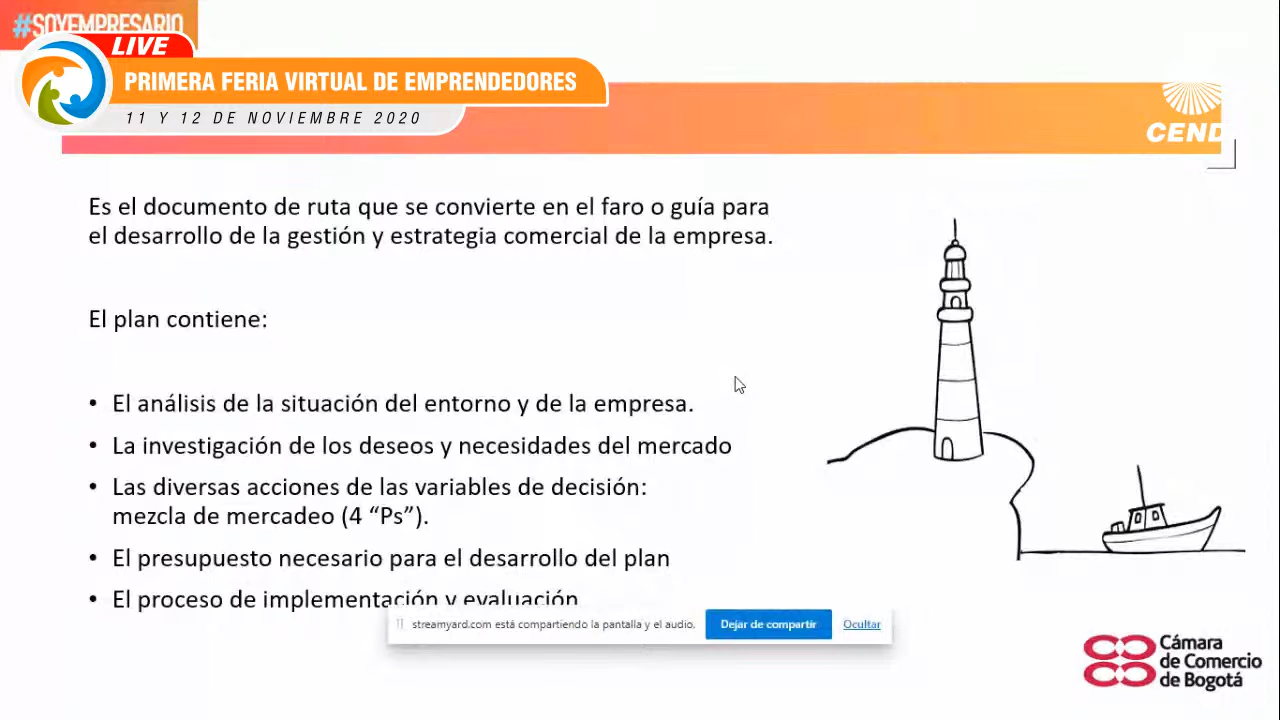 #SOYEMPRESARIO
LIVE
PRIMERA FERIA VIRTUAL DE EMPRENDEDORES
11 Y 12 DE NOVIEMBRE 2020
CEND
Es el documento de ruta que se convierte en el faro o guía para
el desarrollo de la gestión y estrategia comercial de la empresa.
El plan contiene:
• El análisis de la situación del entorno y de la empresa.
• La investigación de los deseos y necesidades del mercado
• Las diversas acciones de las variables de decisión:
mezcla de mercadeo (4 “Ps”).
• El presupuesto necesario para el desarrollo del plan
• El proceso de implementación y evaluación
streamyard.com está compartiendo la pantalla y el audio.
Dejar de compartir
Ocultar
Cámara
de Comercio
de Bogotá